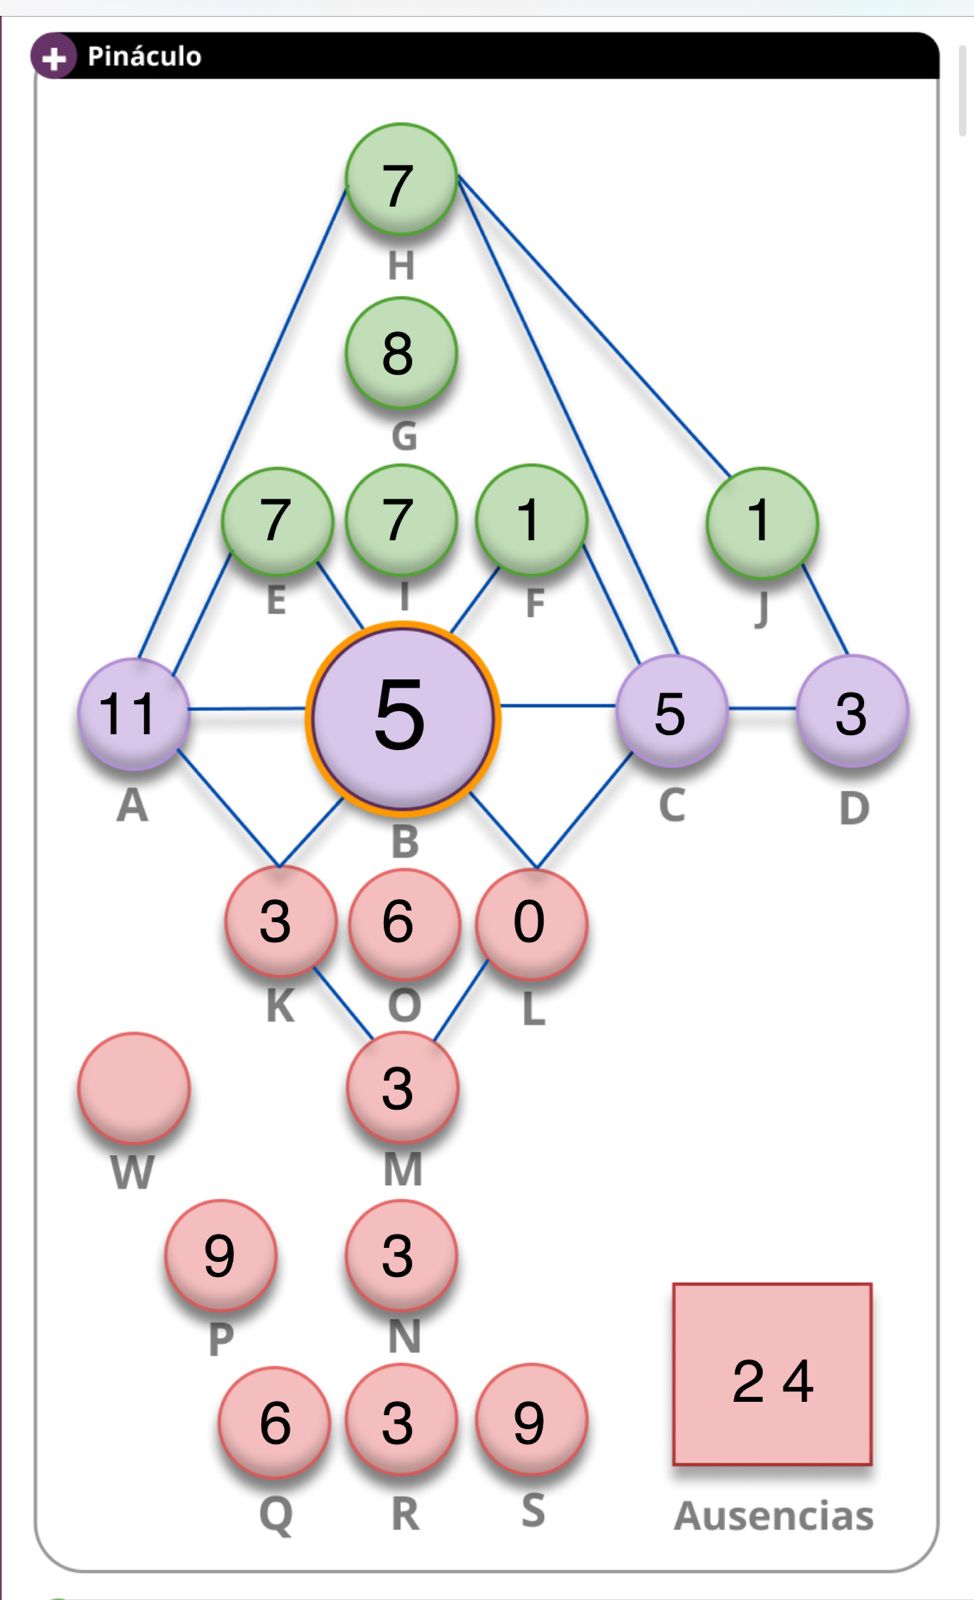 Pináculo
7
H
8
G
7 7 1 1
E I F J
11 5 5 3
A B C D
3 6 0
K O L
3
W M
9 3
P N
2 4
6 3 9
Q R S Ausencias